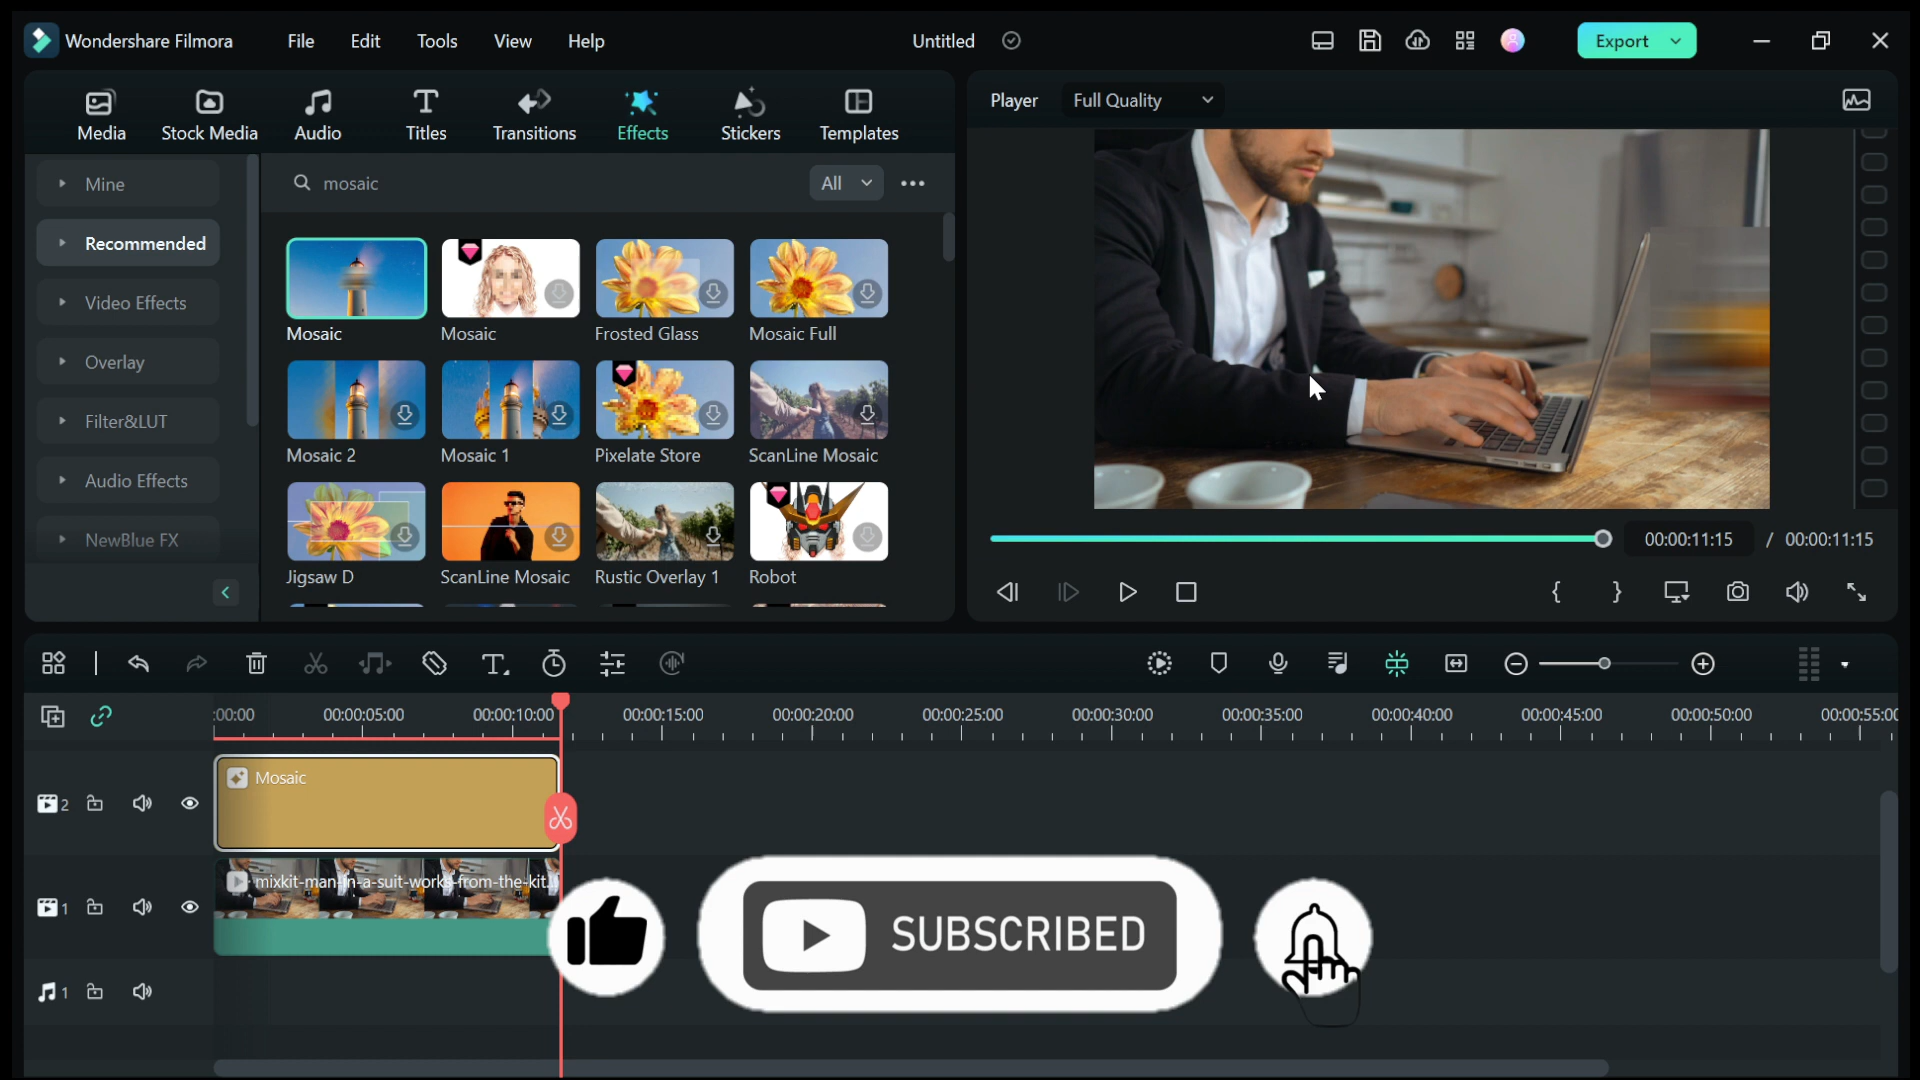 Wondershare Filmora
File
Edit
Tools
View
Help
Untitled
Export
Media
Stock Media
Audio
Titles
Transitions
Effects
Stickers
Templates
Player
Full Quality
Mine
Recommended
Video Effects
Overlay
Filter&LUT
Audio Effects
NewBlue FX
mosaic
All
Mosaic
Mosaic
Frosted Glass
Mosaic Full
Mosaic 2
Mosaic 1
Pixelate Store
ScanLine Mosaic
Jigsaw D
ScanLine Mosaic
Rustic Overlay 1
Robot
00:00:11:15 / 00:00:11:15
:00:00
00:00:05:00
00:00:10:00
00:00:15:00
00:00:20:00
00:00:25:00
00:00:30:00
00:00:35:00
00:00:40:00
00:00:45:00
00:00:50:00
00:00:55:00
2
Mosaic
1
mixkit-man-in-a-suit-works-from-the-kit...
1
SUBSCRIBED